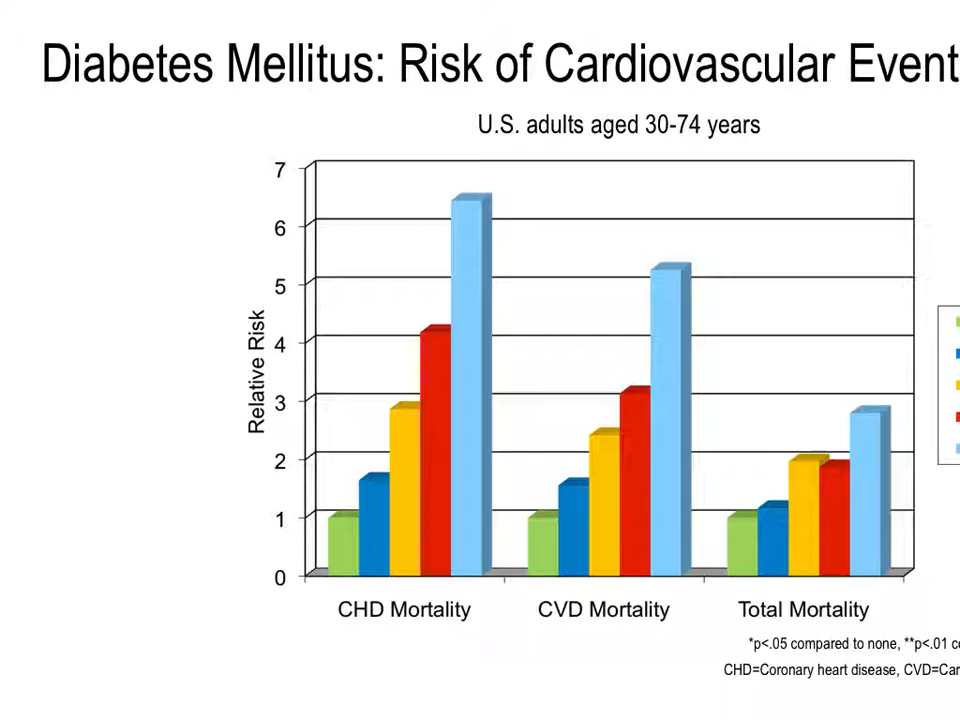 Diabetes Mellitus: Risk of Cardiovascular Event
U.S. adults aged 30-74 years
7
6
5
4
3
2
1
0
Relative Risk
CHD Mortality
CVD Mortality
Total Mortality
*p<.05 compared to none, **p<.01
CHD=Coronary heart disease, CVD=Car